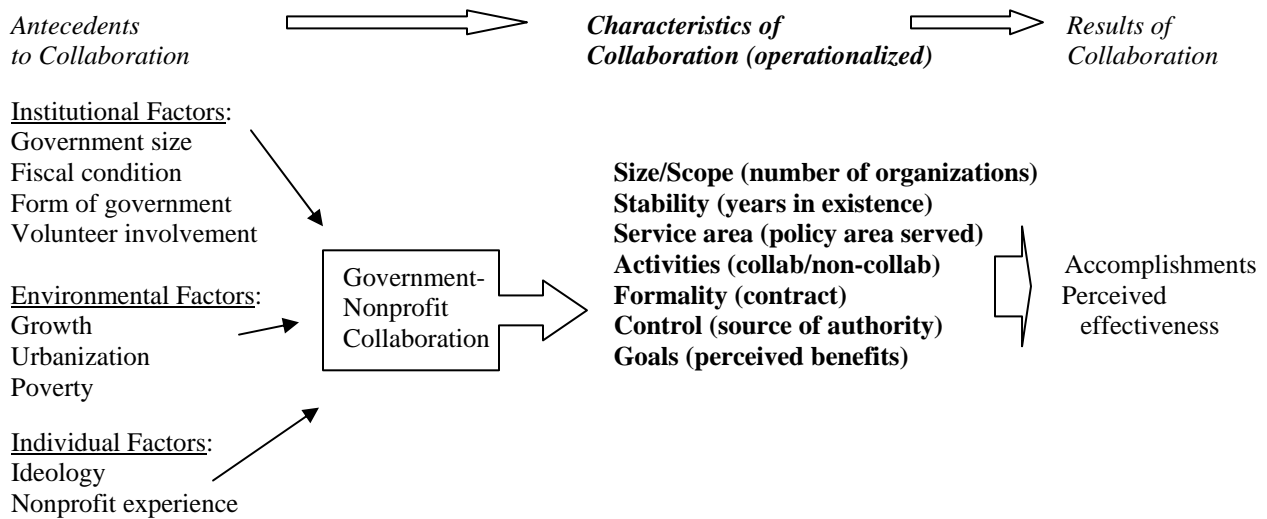 Antecedents
to Collaboration
Characteristics of
Collaboration (operationalized)
Results of
Collaboration
Institutional Factors:
Government size
Fiscal condition
Form of government
Volunteer involvement
Environmental Factors:
Growth
Urbanization
Poverty
Individual Factors:
Ideology
Nonprofit experience
Government-
Nonprofit
Collaboration
Size/Scope (number of organizations)
Stability (years in existence)
Service area (policy area served)
Activities (collab/non-collab)
Formality (contract)
Control (source of authority)
Goals (perceived benefits)
Accomplishments
Perceived
effectiveness